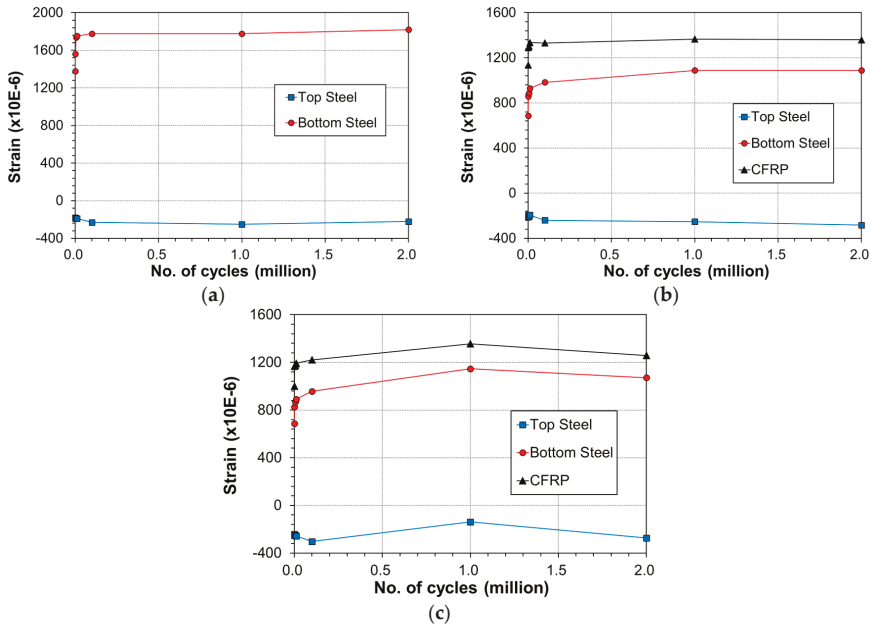 2000
1600
1200
800
400
0
-400
Strain (x10E-6)
Top Steel
Bottom Steel
0.0 0.5 1.0 1.5 2.0
No. of cycles (million)
(a)
1600
1200
800
400
0
-400
Strain (x10E-6)
Top Steel
Bottom Steel
CFRP
0.0 0.5 1.0 1.5 2.0
No. of cycles (million)
(b)
1600
1200
800
400
0
-400
Strain (x10E-6)
Top Steel
Bottom Steel
CFRP
0.0 0.5 1.0 1.5 2.0
No. of cycles (million)
(c)